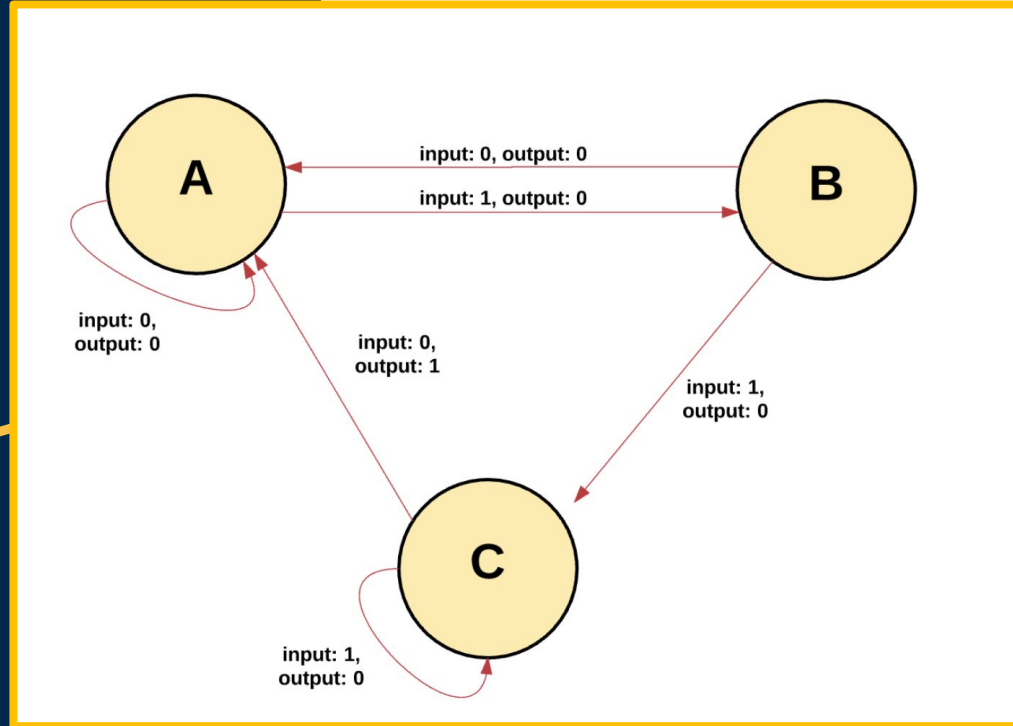 A
B
input: 0, output: 0
input: 1, output: 0
input: 0,
output: 0
input: 0,
output: 1
input: 1,
output: 0
C
input: 1,
output: 0